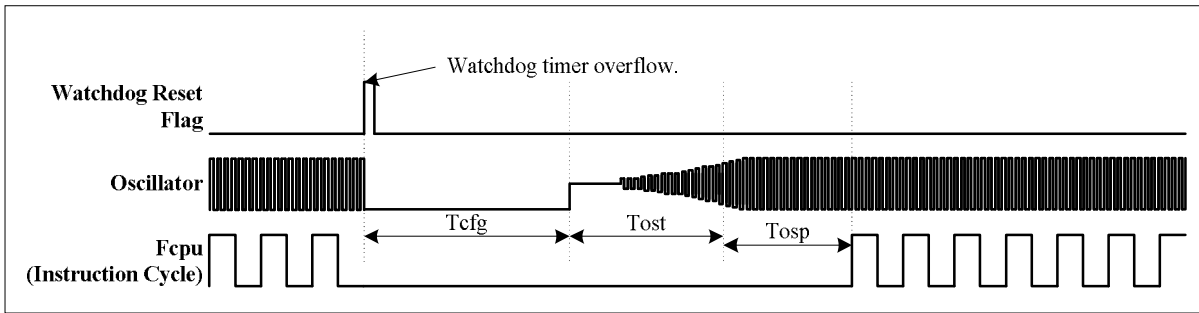 Watchdog timer overflow.
Watchdog Reset
Flag
Oscillator
Tcfg
Tost
Tosp
Fcpu
(Instruction Cycle)